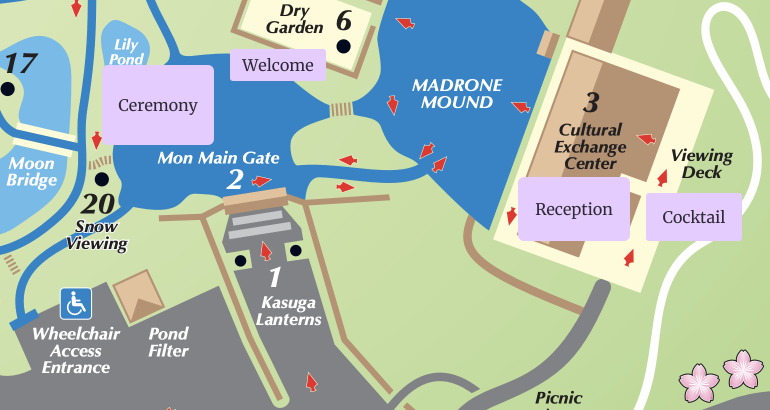 Dry
Garden
6
17
Lily
Pond
Welcome
Ceremony
MADRONE
MOUND
3
Cultural
Exchange
Center
Viewing
Deck
Moon
Bridge
Mon Main Gate
2
20
Snow
Viewing
Reception
Cocktail
1
Kasuga
Lanterns
Wheelchair
Access
Entrance
Pond
Filter
Picnic